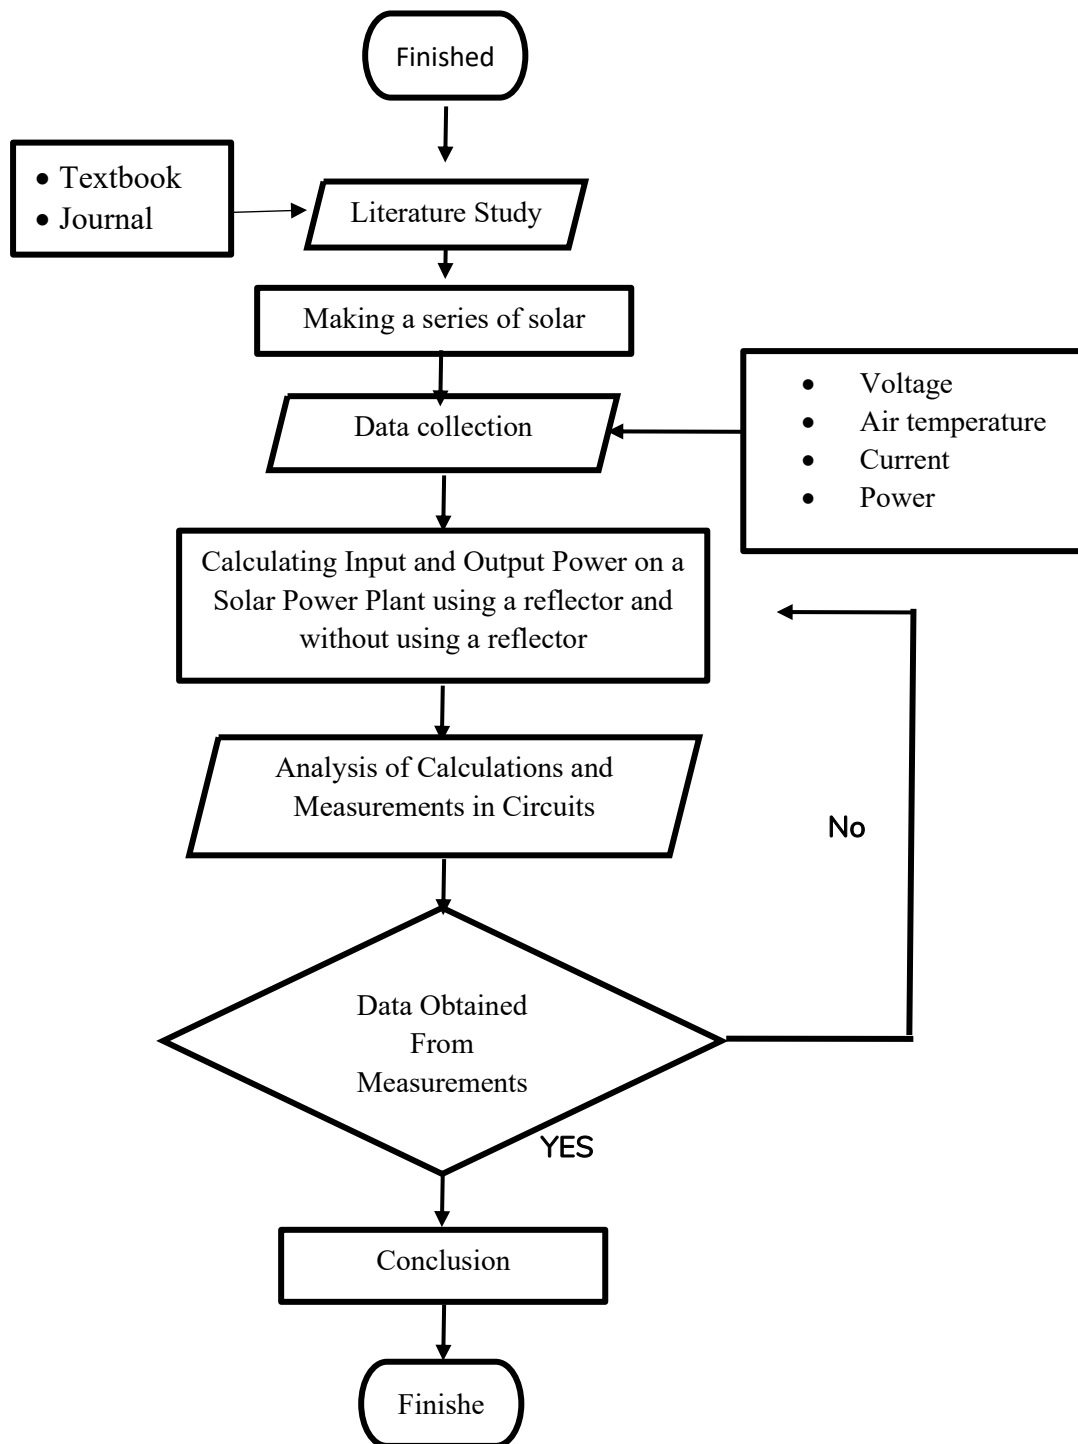 Finished
• Textbook
• Journal
Literature Study
Making a series of solar
Data collection
• Voltage
• Air temperature
• Current
• Power
Calculating Input and Output Power on a
Solar Power Plant using a reflector and
without using a reflector
Analysis of Calculations and
Measurements in Circuits
No
Data Obtained
From
Measurements
YES
Conclusion
Finishe